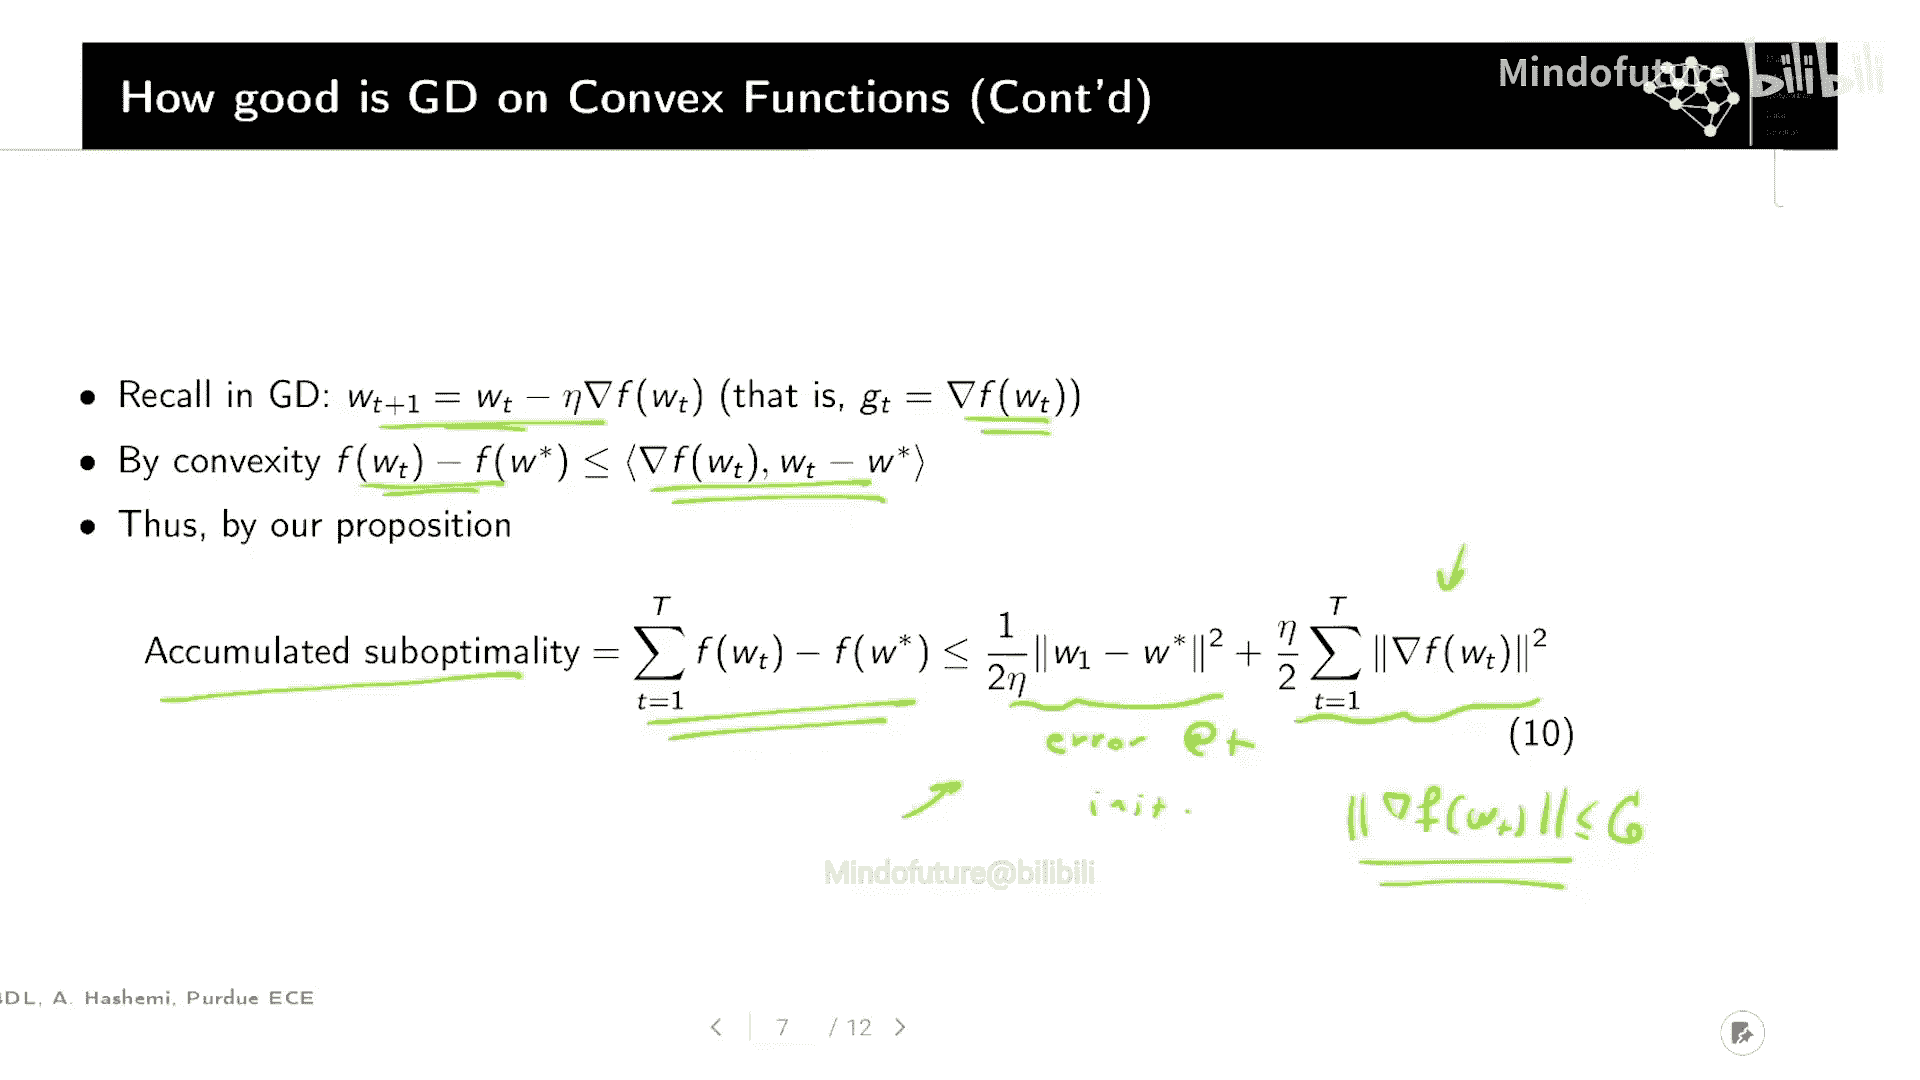 How good is GD on Convex Functions (Cont'd)
Mindofuture
bilibili
• Recall in GD: w_{t+1} = w_t − η∇f(w_t) (that is, g_t = ∇f(w_t))
• By convexity f(w_t) − f(w*) ≤ ⟨∇f(w_t), w_t − w*⟩
• Thus, by our proposition
Accumulated suboptimality = ∑_{t=1}^{T} f(w_t) − f(w*) ≤ \frac{1}{2η}‖w_1 − w*‖² + \frac{η}{2} ∑_{t=1}^{T} ‖∇f(w_t)‖²
(10)
error @t
init.
‖∇f(w_t)‖ ≤ G
Mindofuture@bilibili
DL, A. Hashemi, Purdue ECE
7 / 12